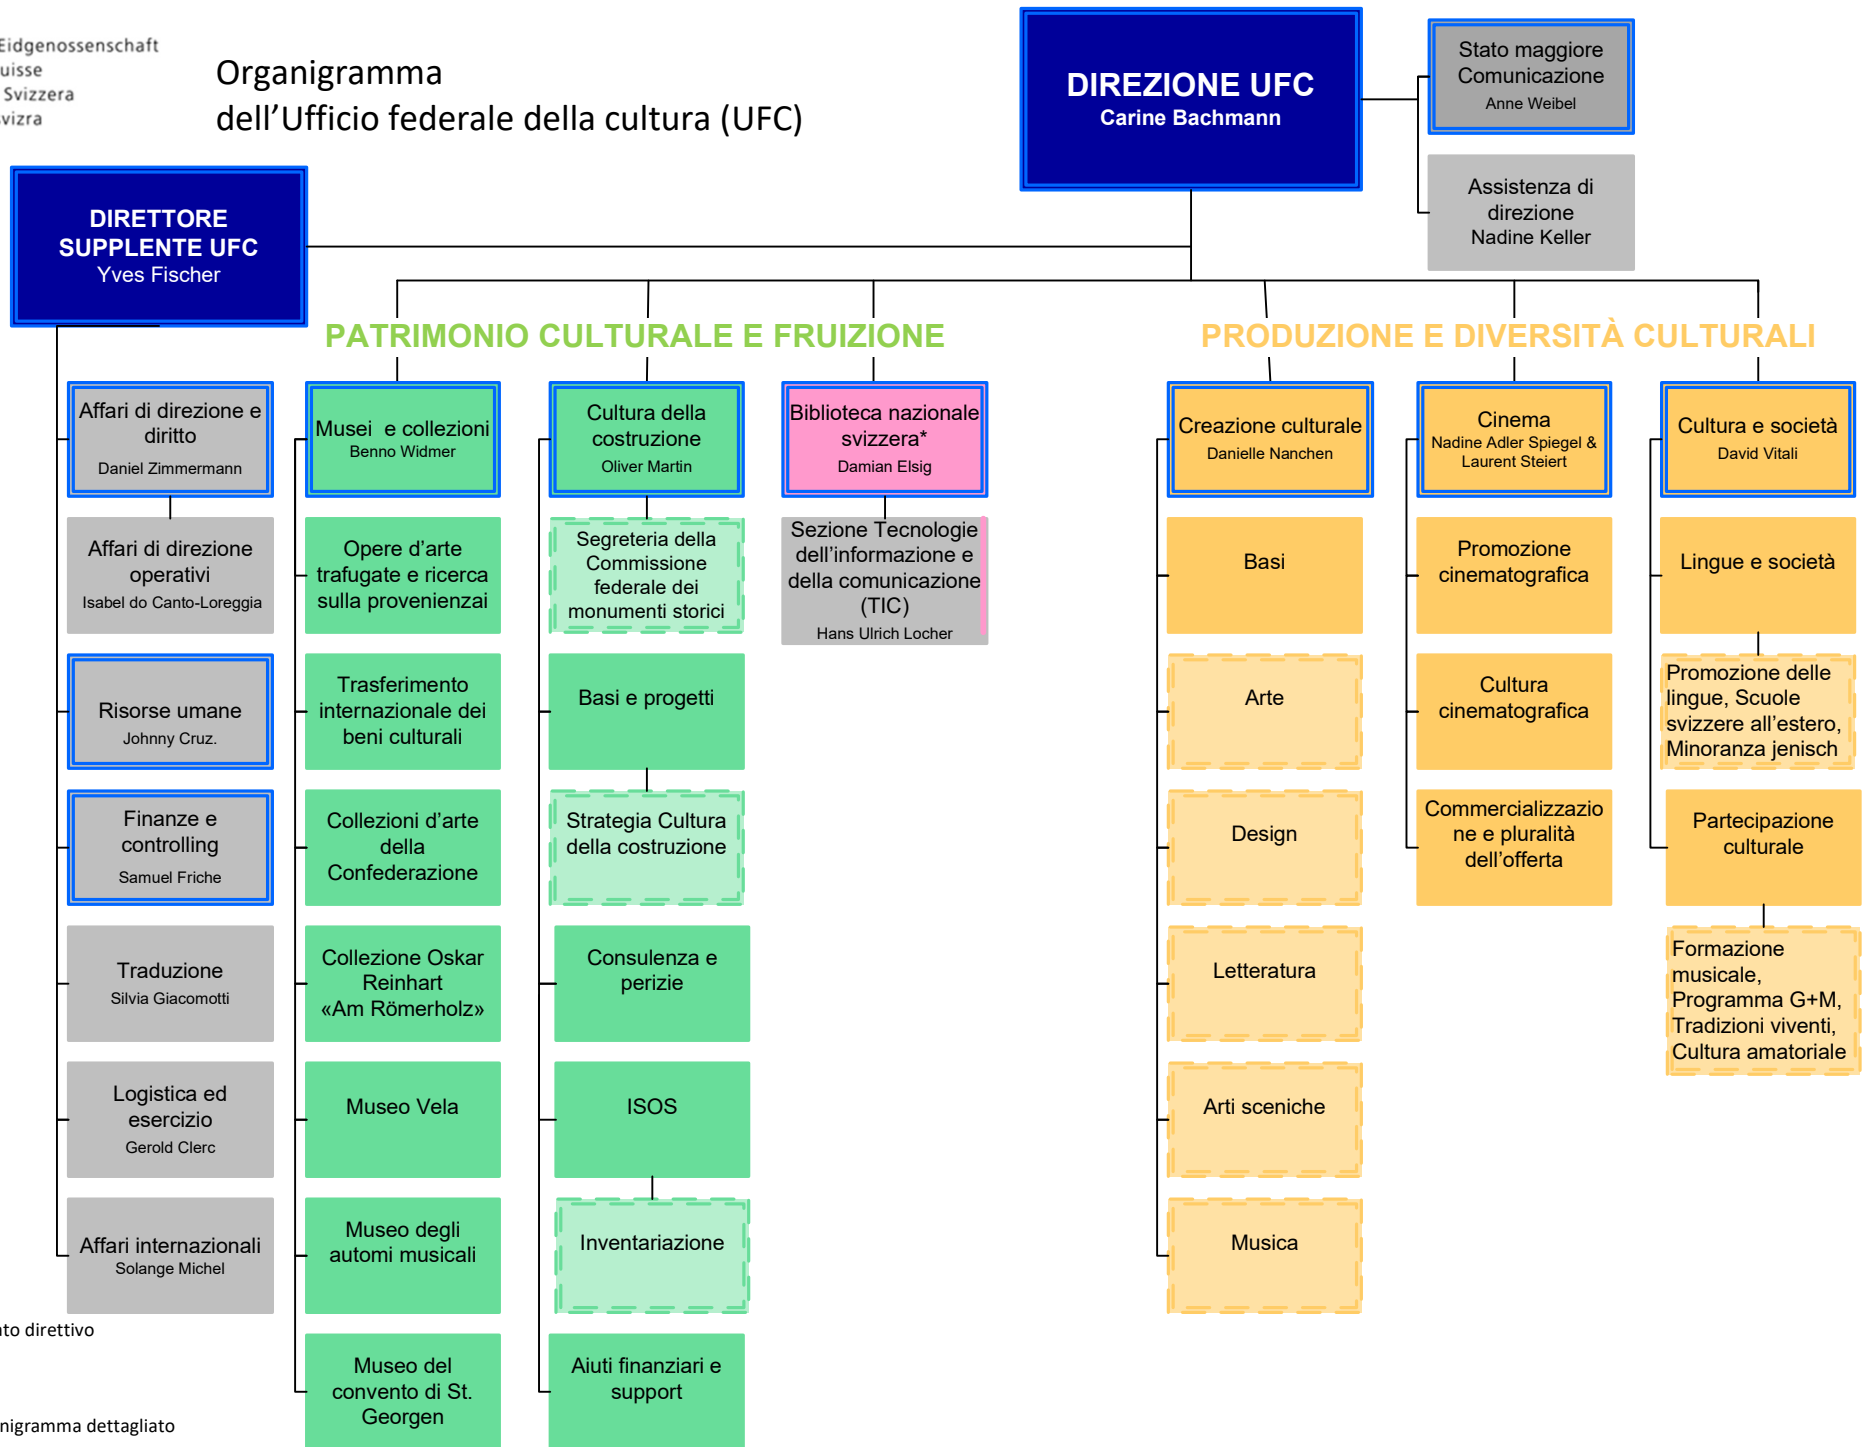 Eidgenossenschaft
uisse
Svizzera
vizra
Organigramma
dell'Ufficio federale della cultura (UFC)
DIREZIONE UFC
Carine Bachmann
Stato maggiore
Comunicazione
Anne Weibel
Assistenza di
direzione
Nadine Keller
DIRETTORE
SUPPLENTE UFC
Yves Fischer
PATRIMONIO CULTURALE E FRUIZIONE
PRODUZIONE E DIVERSITÀ CULTURALI
Affari di direzione e
diritto
Daniel Zimmermann
Affari di direzione
operativi
Isabel do Canto-Loreggia
Risorse umane
Johnny Cruz.
Finanze e
controlling
Samuel Friche
Traduzione
Silvia Giacomotti
Logistica ed
esercizio
Gerold Clerc
Affari internazionali
Solange Michel
Musei e collezioni
Benno Widmer
Opere d'arte
trafugate e ricerca
sulla provenienzai
Trasferimento
internazionale dei
beni culturali
Collezioni d'arte
della
Confederazione
Collezione Oskar
Reinhart
«Am Römerholz»
Museo Vela
Museo degli
automi musicali
Museo del
convento di St.
Georgen
Cultura della
costruzione
Oliver Martin
Segreteria della
Commissione
federale dei
monumenti storici
Basi e progetti
Strategia Cultura
della costruzione
Consulenza e
perizie
ISOS
Inventariazione
Aiuti finanziari e
support
Biblioteca nazionale
svizzera*
Damian Elsig
Sezione Tecnologie
dell'informazione e
della comunicazione
(TIC)
Hans Ulrich Locher
Creazione culturale
Danielle Nanchen
Basi
Arte
Design
Letteratura
Arti sceniche
Musica
Cinema
Nadine Adler Spiegel &
Laurent Steiert
Promozione
cinematografica
Cultura
cinematografica
Commercializzazio
ne e pluralità
dell'offerta
Cultura e società
David Vitali
Lingue e società
Promozione delle
lingue, Scuole
svizzere all'estero,
Minoranza jenisch
Partecipazione
culturale
Formazione
musicale,
Programma G+M,
Tradizioni viventi,
Cultura amatoriale
to direttivo
nigramma dettagliato